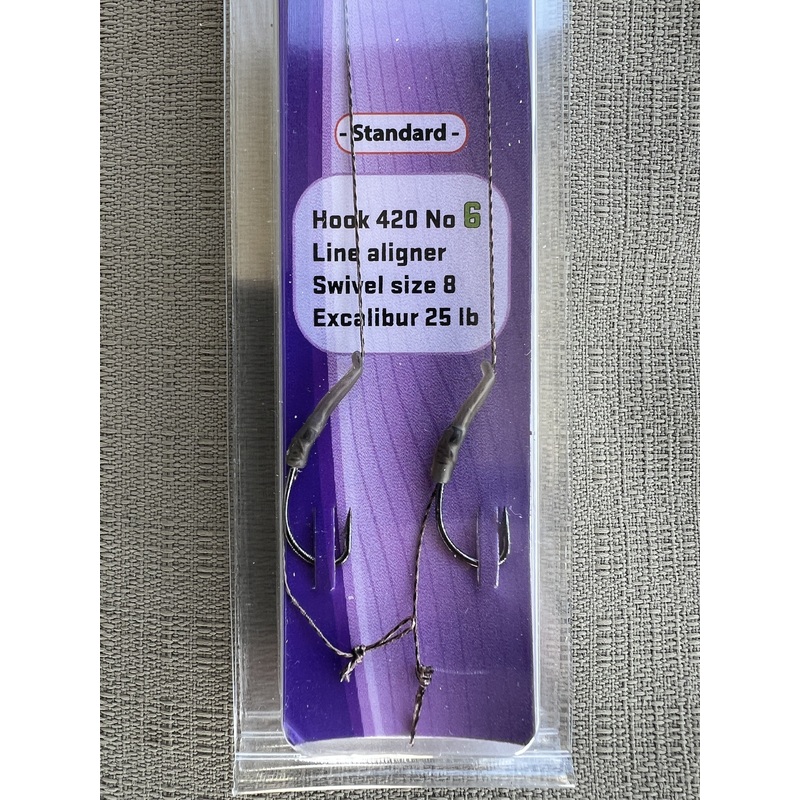 - Standard -
Hook 420 No 6
Line aligner
Swivel size 8
Excalibur 25 lb